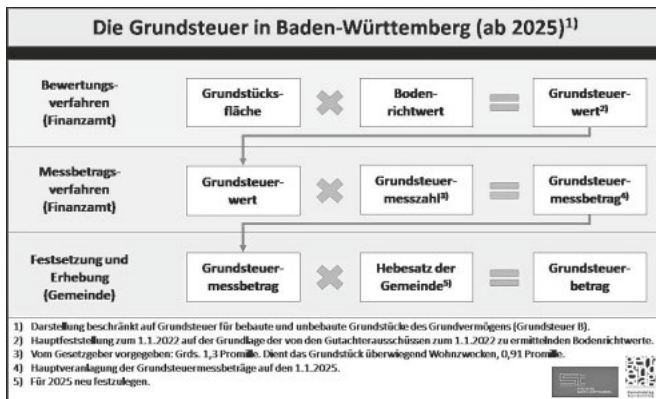 Die Grundsteuer in Baden-Württemberg (ab 2025)1)
Bewertungs-
verfahren
(Finanzamt)
Grundstücks-
fläche
Boden-
richtwert
Grundsteuer-
wert2)
Messbetrags-
verfahren
(Finanzamt)
Grundsteuer-
wert
Grundsteuer-
messzahl3)
Grundsteuer-
messbetrag4)
Festsetzung und
Erhebung
(Gemeinde)
Grundsteuer-
messbetrag
Hebesatz der
Gemeinde5)
Grundsteuer-
betrag
1) Darstellung beschränkt auf Grundsteuer für bebaute und unbebaute Grundstücke des Grundvermögens (Grundsteuer B).
2) Hauptfeststellung zum 1.1.2022 auf der Grundlage der von den Gutachterausschüssen zum 1.1.2022 zu ermittelnden Bodenrichtwerte.
3) Vom Gesetzgeber vorgegeben: Grds. 1,3 Promille. Dient das Grundstück überwiegend Wohnzwecken, 0,91 Promille.
4) Hauptveranlagung der Grundsteuermessbeträge auf den 1.1.2025.
5) Für 2025 neu festzulegen.